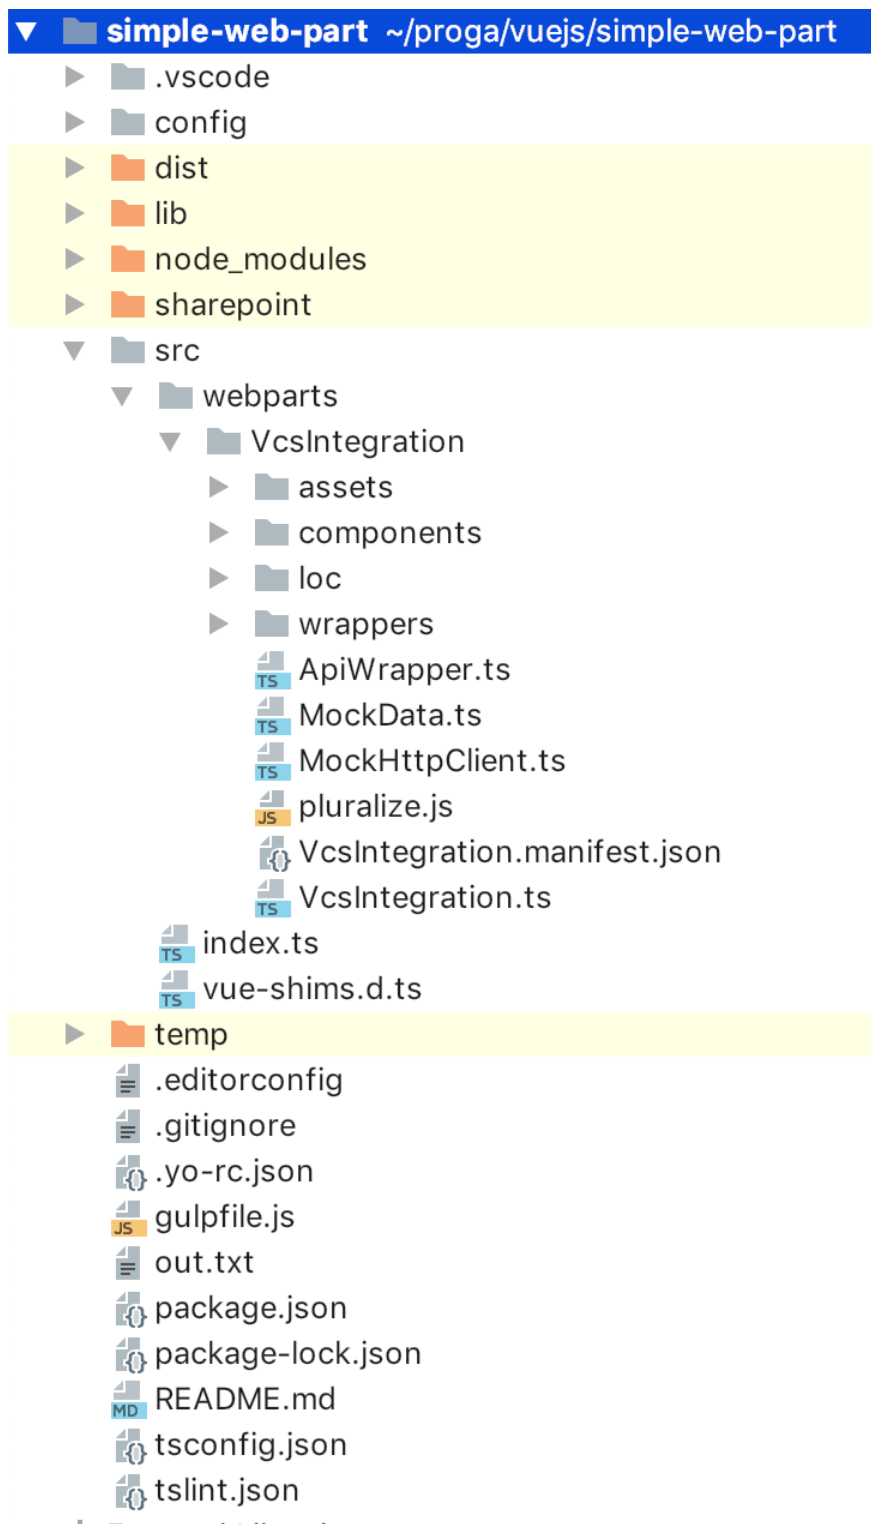 simple-web-part ~/proga/vuejs/simple-web-part
.vscode
config
dist
lib
node_modules
sharepoint
src
webparts
VcsIntegration
assets
components
loc
wrappers
TS ApiWrapper.ts
TS MockData.ts
TS MockHttpClient.ts
JS pluralize.js
{} VcsIntegration.manifest.json
TS VcsIntegration.ts
TS index.ts
TS vue-shims.d.ts
temp
.editorconfig
.gitignore
{} .yo-rc.json
JS gulpfile.js
out.txt
{} package.json
{} package-lock.json
MD README.md
{} tsconfig.json
{} tslint.json